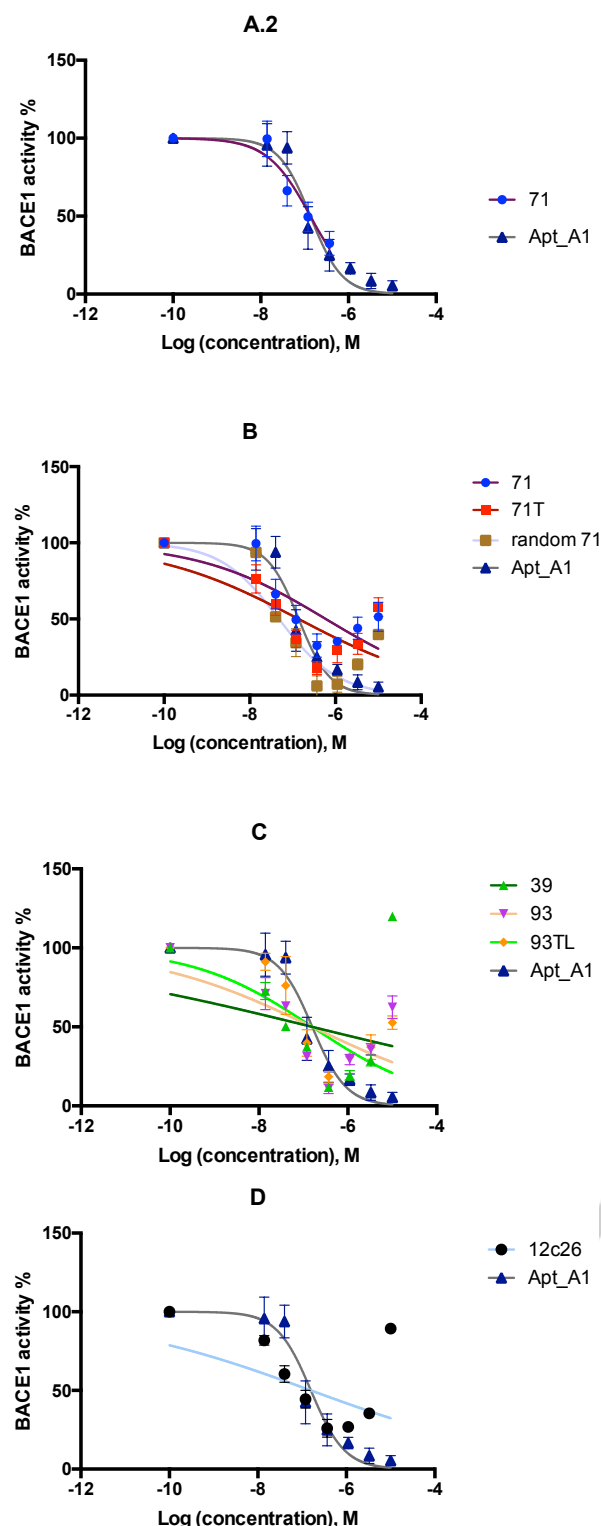 A.2
150
100
50
0
BACE1 activity %
-12
-10
-8
-6
-4
Log (concentration), M
71
Apt_A1
B
150
100
50
0
BACE1 activity %
-12
-10
-8
-6
-4
Log (concentration), M
71
71T
random 71
Apt_A1
C
150
100
50
0
BACE1 activity %
-12
-10
-8
-6
-4
Log (concentration), M
39
93
93TL
Apt_A1
D
150
100
50
0
BACE1 activity %
-12
-10
-8
-6
-4
Log (concentration), M
12c26
Apt_A1